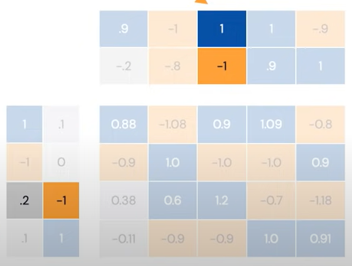 .9 -1 1 1 -.9
-.2 -.8 -1 .9 1
1 .1 0.88 -1.08 0.9 1.09 -0.8
-1 0 -0.9 1.0 -1.0 -1.0 0.9
.2 -1 0.38 0.6 1.2 -0.7 -1.18
.1 1 -0.11 -0.9 -0.9 1.0 0.91